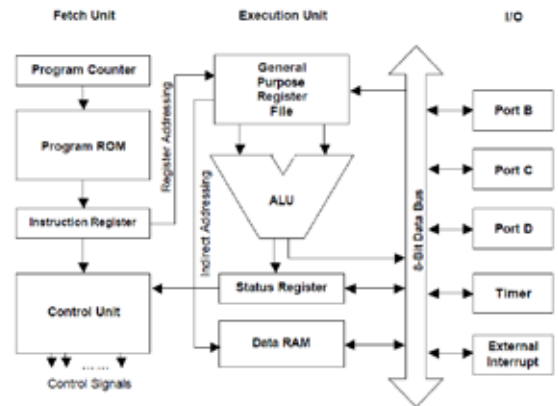 Fetch Unit
Execution Unit
I/O
Program Counter
Program ROM
Instruction Register
Control Unit
Control Signals
Register Addressing
Indirect Addressing
General
Purpose
Register
File
ALU
Status Register
Data RAM
8-Bit Data Bus
Port B
Port C
Port D
Timer
External
Interrupt